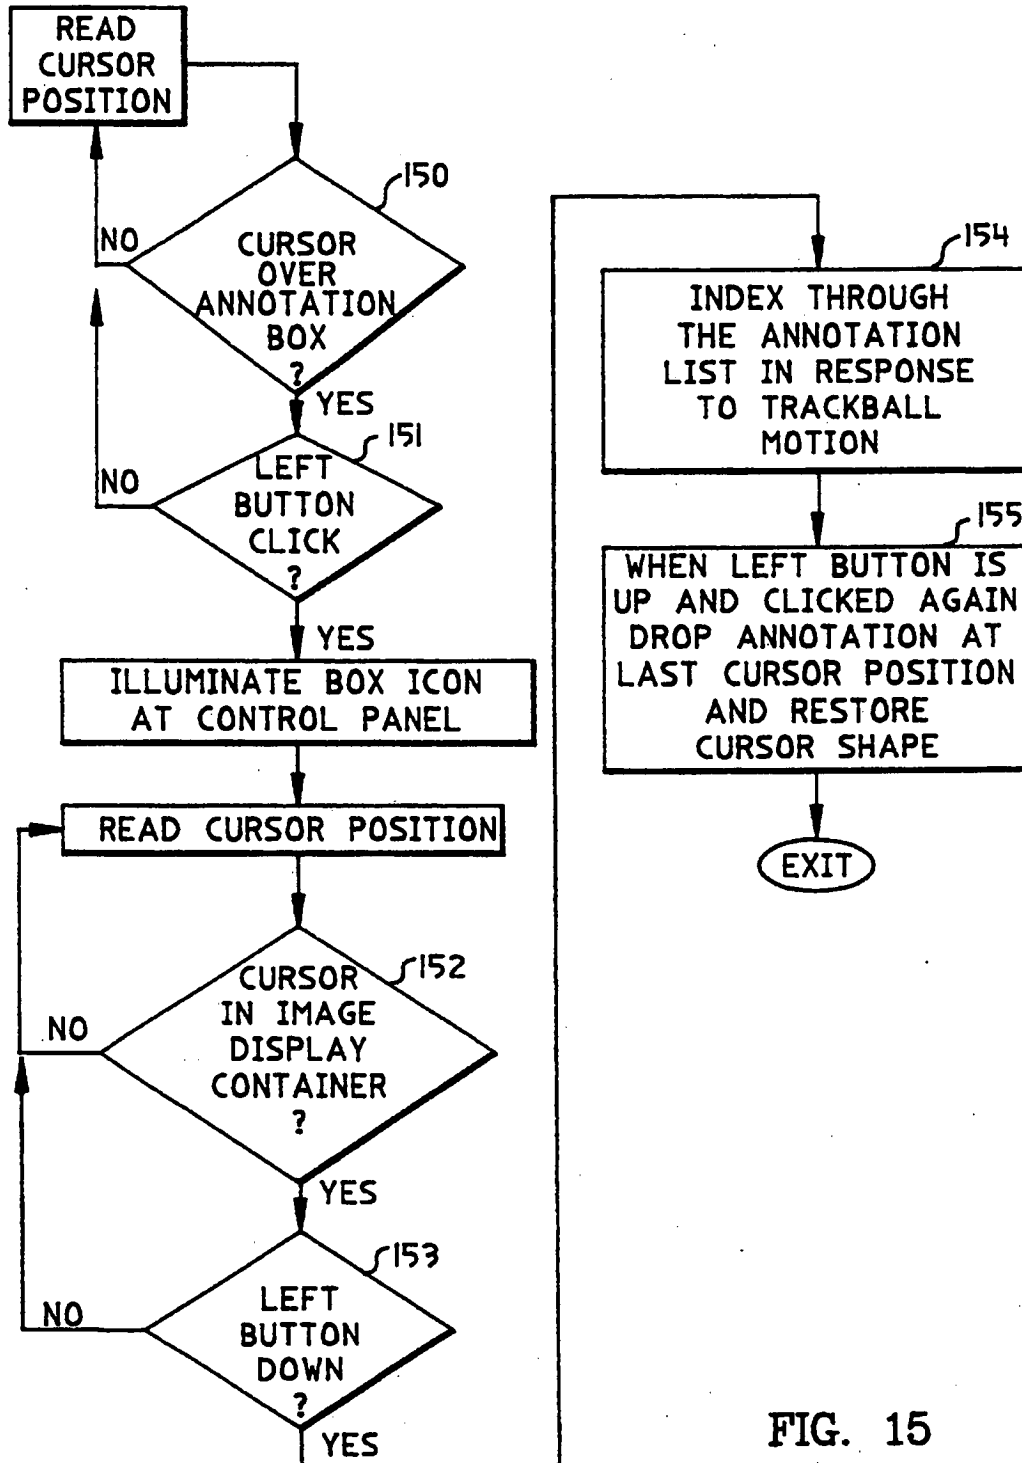 READ
CURSOR
POSITION
150
NO
CURSOR
OVER
ANNOTATION
BOX
?
YES
151
NO
LEFT
BUTTON
CLICK
?
YES
ILLUMINATE BOX ICON
AT CONTROL PANEL
READ CURSOR POSITION
152
NO
CURSOR
IN IMAGE
DISPLAY
CONTAINER
?
YES
153
NO
LEFT
BUTTON
DOWN
?
YES
154
INDEX THROUGH
THE ANNOTATION
LIST IN RESPONSE
TO TRACKBALL
MOTION
155
WHEN LEFT BUTTON IS
UP AND CLICKED AGAIN
DROP ANNOTATION AT
LAST CURSOR POSITION
AND RESTORE
CURSOR SHAPE
EXIT
FIG. 15